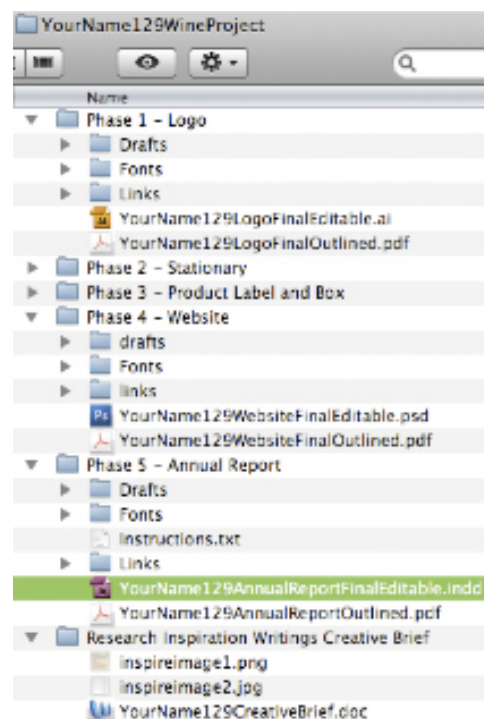 YourName129WineProject
Name
Phase 1 - Logo
Drafts
Fonts
Links
YourName129LogoFinalEditable.ai
YourName129LogoFinalOutlined.pdf
Phase 2 - Stationary
Phase 3 - Product Label and Box
Phase 4 - Website
drafts
Fonts
links
Ps YourName129WebsiteFinalEditable.psd
YourName129WebsiteFinalOutlined.pdf
Phase 5 - Annual Report
Drafts
Fonts
Instructions.txt
Links
YourName129AnnualReportFinalEditable.indd
YourName129AnnualReportOutlined.pdf
Research Inspiration Writings Creative Brief
inspireimage1.png
inspireimage2.jpg
YourName129CreativeBrief.doc